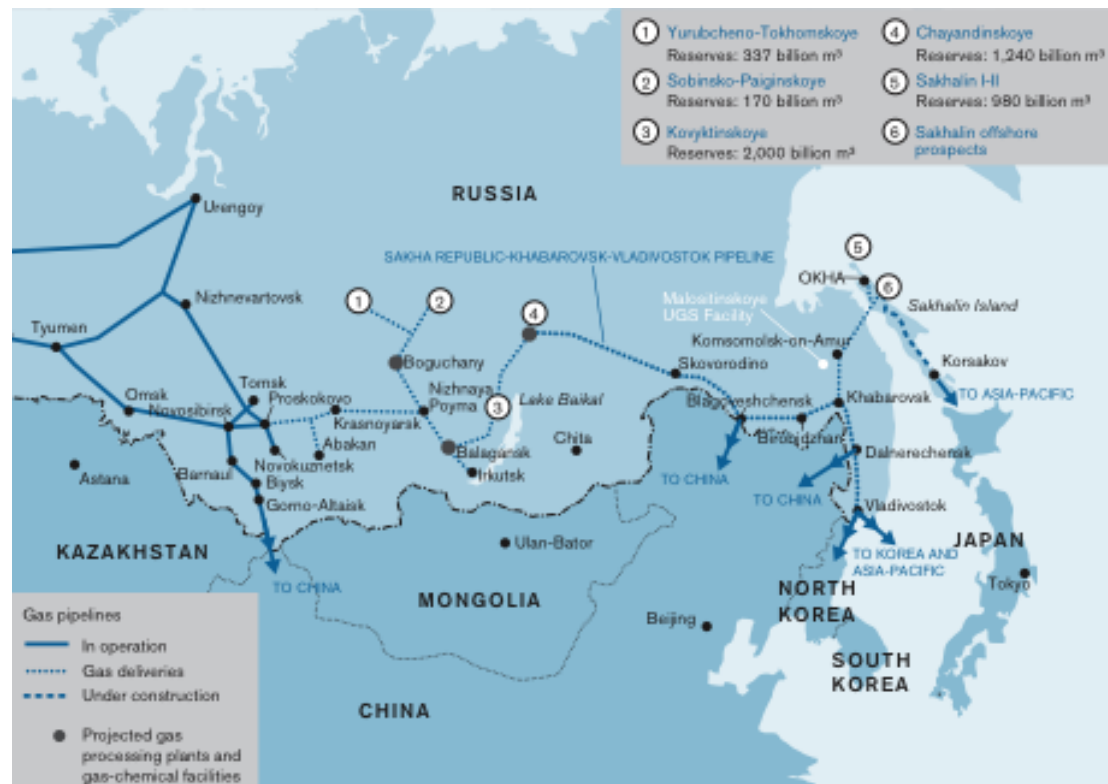 1 Yurubcheno-Tokhomskoye
Reserves: 337 billion m³
2 Sobinsko-Paiginskoye
Reserves: 170 billion m³
3 Kovyktinskoye
Reserves: 2,000 billion m³
4 Chayandinskoye
Reserves: 1,240 billion m³
5 Sakhalin I-II
Reserves: 980 billion m³
6 Sakhalin offshore
prospects
RUSSIA
Urengoy
SAKHA REPUBLIC-KHABAROVSK-VLADIVOSTOK PIPELINE
5
OKHA
6
Sakhalin Island
Nizhnevartovsk
1
2
4
Malositinskoye
UGS Facility
Tyumen
Boguchany
Komsomolsk-on-Amur
Skovorodino
Korsakov
TO ASIA-PACIFIC
Omsk
Tomsk
Proskokovo
Nizhnaya
Poyma
3
Lake Baikal
Blagoveshchensk
Khabarovsk
Novosibirsk
Krasnoyarsk
Abakan
Chita
Birobidzhan
Balagansk
Dalnerechensk
Astana
Barnaul
Novokuznetsk
Irkutsk
TO CHINA
TO CHINA
Biysk
Gorno-Altaisk
Vladivostok
KAZAKHSTAN
Ulan-Bator
TO KOREA AND
ASIA-PACIFIC
JAPAN
TO CHINA
MONGOLIA
NORTH
KOREA
Tokyo
Beijing
SOUTH
KOREA
CHINA
Gas pipelines
In operation
Gas deliveries
Under construction
Projected gas
processing plants and
gas-chemical facilities